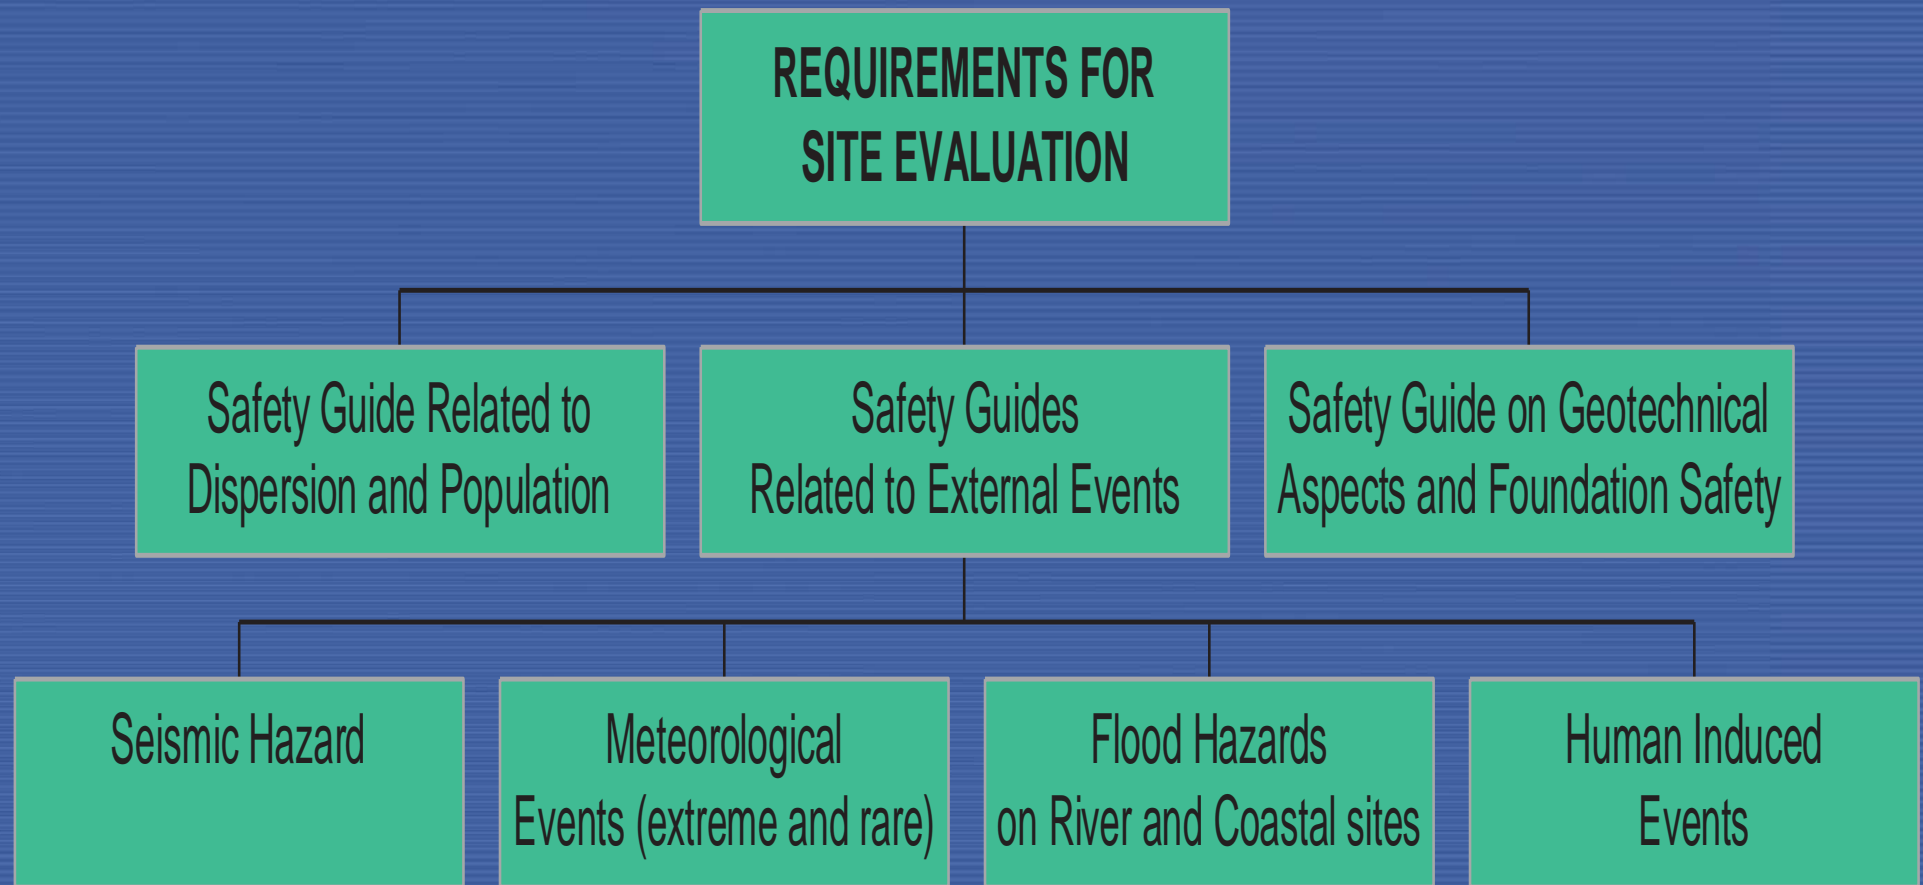 REQUIREMENTS FOR
SITE EVALUATION
Safety Guide Related to
Dispersion and Population
Safety Guides
Related to External Events
Safety Guide on Geotechnical
Aspects and Foundation Safety
Seismic Hazard
Meteorological
Events (extreme and rare)
Flood Hazards
on River and Coastal sites
Human Induced
Events